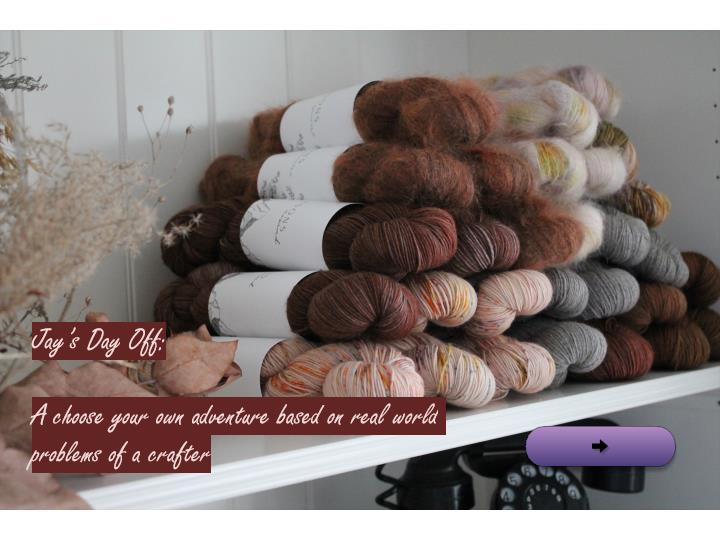 Jay's Day Off:
A choose your own adventure based on real world
problems of a crafter